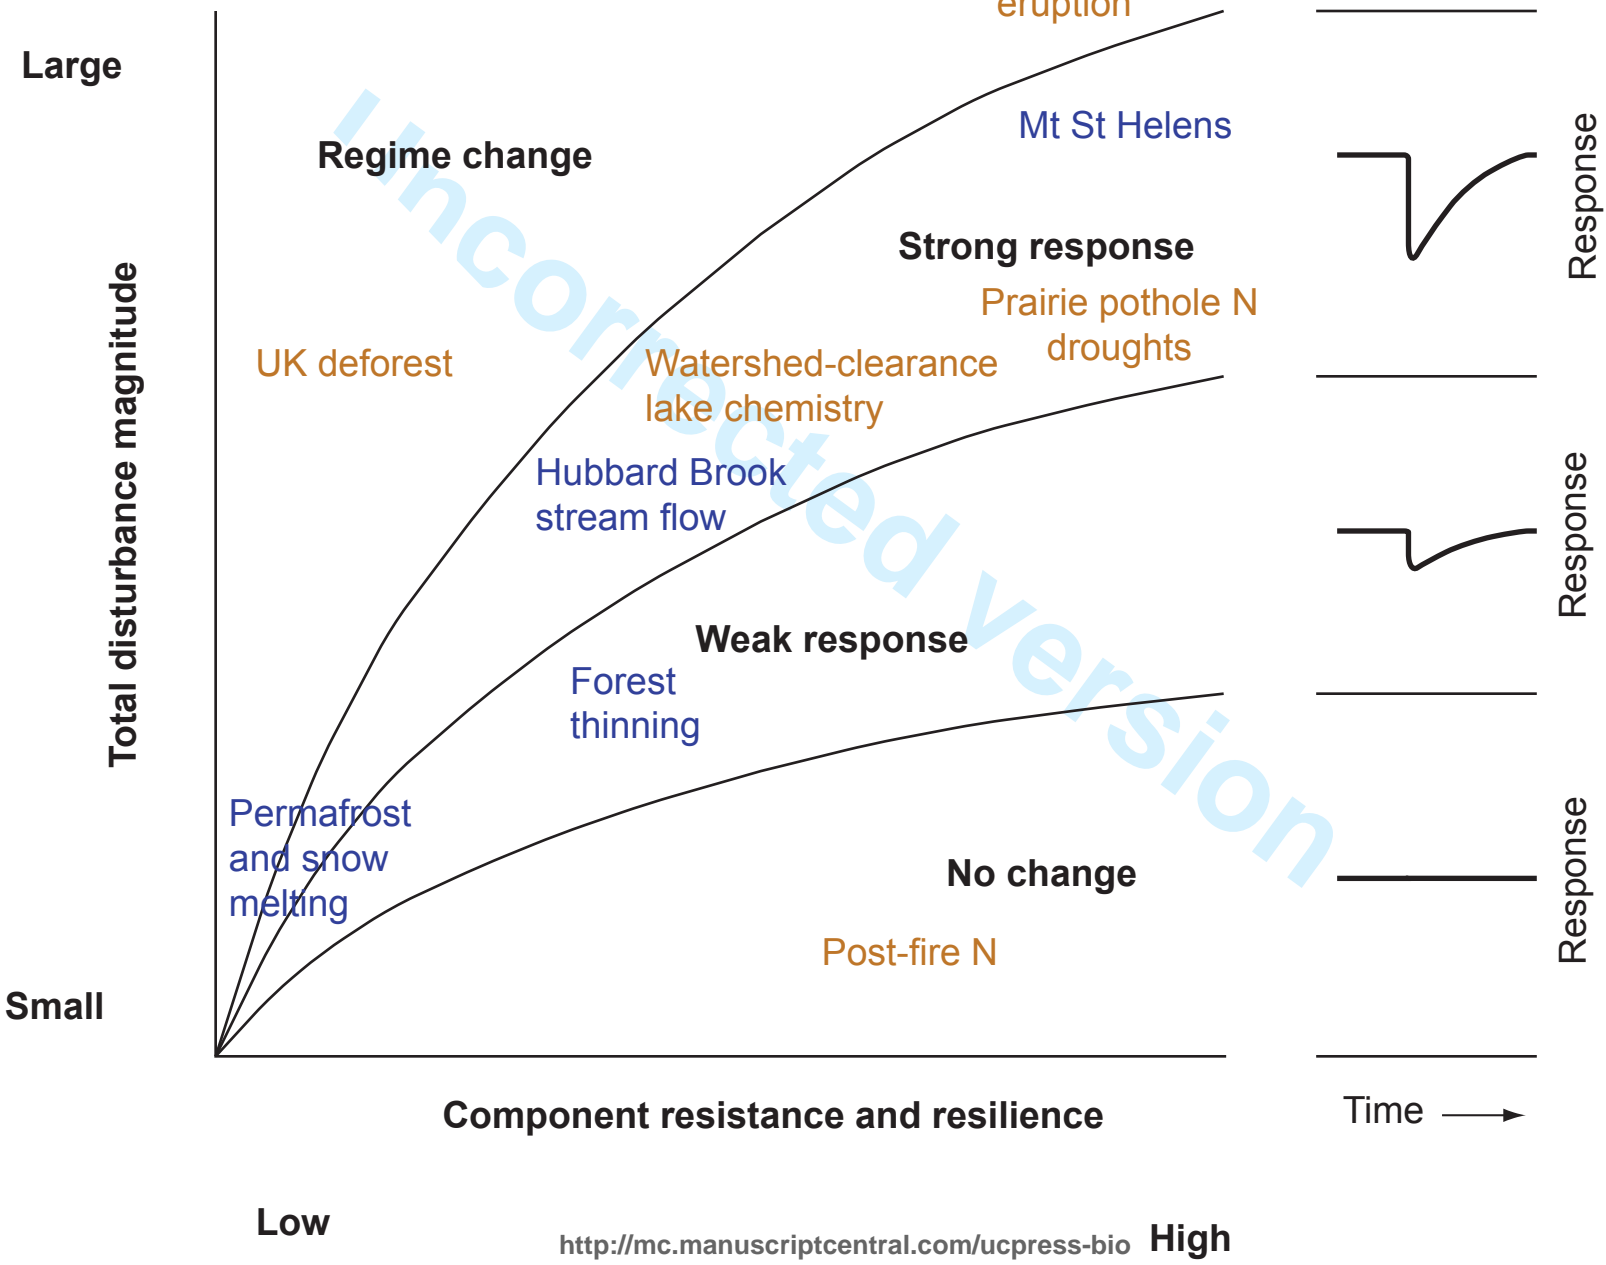 eruption
Large
Mt St Helens
Regime change
Response
Strong response
Prairie pothole N
droughts
UK deforest
Watershed-clearance
lake chemistry
Total disturbance magnitude
Hubbard Brook
stream flow
Response
Weak response
Forest
thinning
Permafrost
and snow
melting
No change
Response
Post-fire N
Small
Component resistance and resilience
Time
Low
High
http://mc.manuscriptcentral.com/ucpress-bio
Uncorrected version